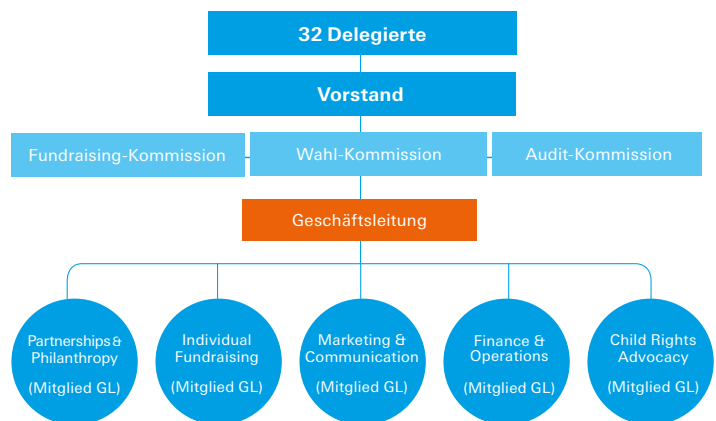 32 Delegierte
Vorstand
Fundraising-Kommission
Wahl-Kommission
Audit-Kommission
Geschäftsleitung
Partnerships &
Philanthropy
(Mitglied GL)
Individual
Fundraising
(Mitglied GL)
Marketing &
Communication
(Mitglied GL)
Finance &
Operations
(Mitglied GL)
Child Rights
Advocacy
(Mitglied GL)